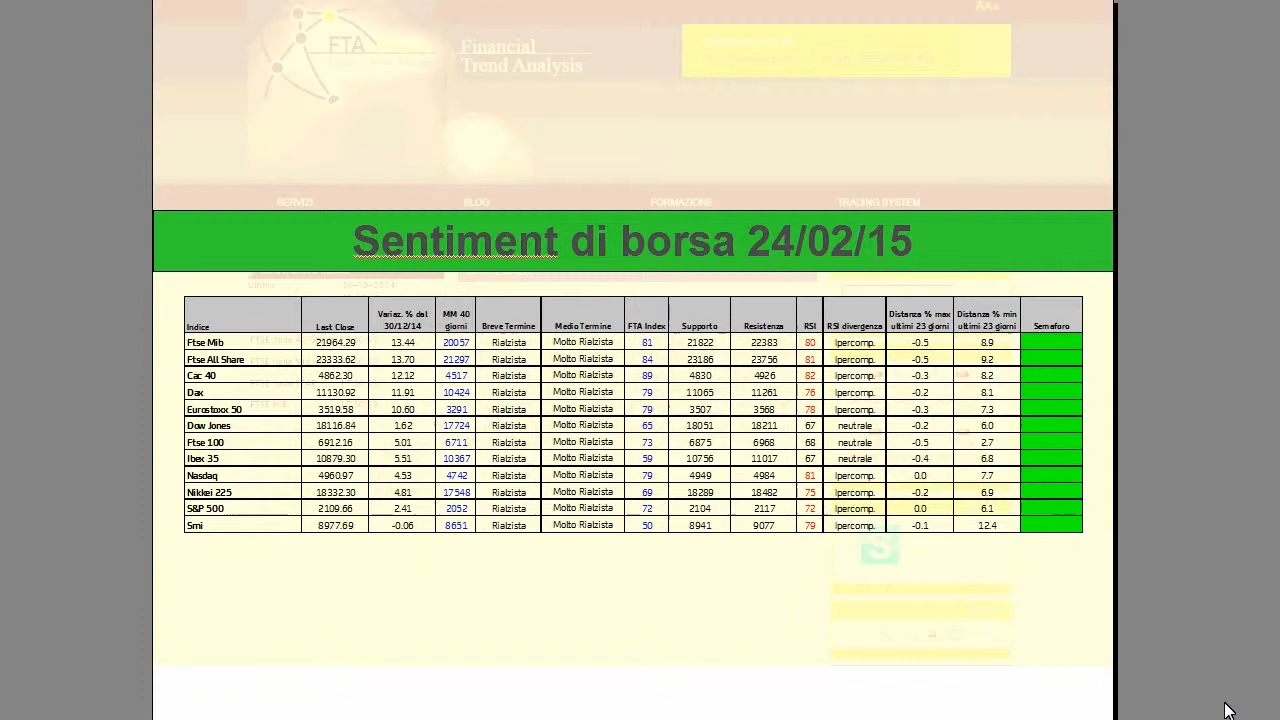 AAA
FTA
Financial
Trend Analysis
SERVIZI BLOG FORMAZIONE TRADING SYSTEM
Sentiment di borsa 24/02/15
Indice Last Close Variaz. % dal 30/12/14 MM 40 giorni Breve Termine Medio Termine FTA Index Supporto Resistenza RSI RSI divergenza Distanza % max ultimi 23 giorni Distanza % min ultimi 23 giorni Semaforo
Ftse Mib 21964.29 13.44 20057 Rialzista Molto Rialzista 81 21822 22383 80 Ipercomp. -0.5 8.9
Ftse All Share 23333.62 13.70 21297 Rialzista Molto Rialzista 84 23186 23756 81 Ipercomp. -0.5 9.2
Cac 40 4862.30 12.12 4517 Rialzista Molto Rialzista 89 4830 4926 82 Ipercomp. -0.3 8.2
Dax 11130.92 11.91 10424 Rialzista Molto Rialzista 79 11065 11261 76 Ipercomp. -0.2 8.1
Eurostoxx 50 3519.58 10.60 3291 Rialzista Molto Rialzista 79 3507 3568 78 Ipercomp. -0.3 7.3
Dow Jones 18116.84 1.62 17724 Rialzista Molto Rialzista 65 18051 18211 67 neutrale -0.2 6.0
Ftse 100 6912.16 5.01 6711 Rialzista Molto Rialzista 73 6875 6968 68 neutrale -0.5 2.7
Ibex 35 10879.30 5.51 10367 Rialzista Molto Rialzista 59 10756 11017 67 neutrale -0.4 6.8
Nasdaq 4960.97 4.53 4742 Rialzista Molto Rialzista 79 4949 4984 81 Ipercomp. 0.0 7.7
Nikkei 225 18332.30 4.81 17548 Rialzista Molto Rialzista 69 18289 18482 75 Ipercomp. -0.2 6.9
S&P 500 2109.66 2.41 2052 Rialzista Molto Rialzista 72 2104 2117 72 Ipercomp. 0.0 6.1
Smi 8977.69 -0.06 8651 Rialzista Molto Rialzista 50 8941 9077 79 Ipercomp. -0.1 12.4